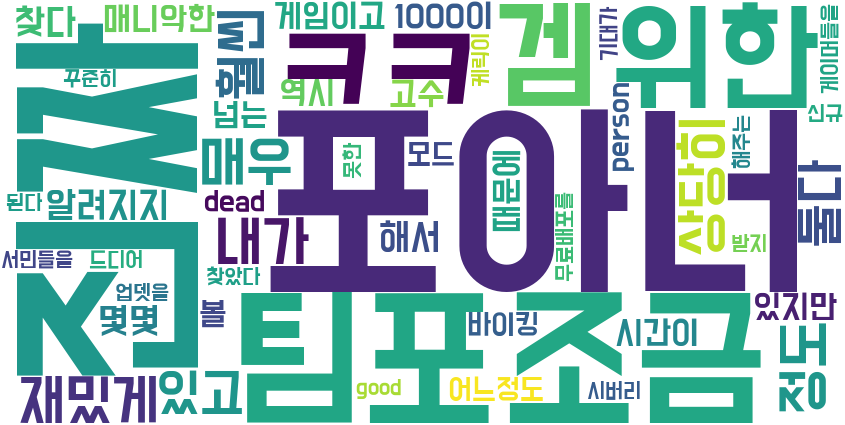 찾다
매니악한
게임이고
10000이
겜
위한
기대가
게이머들을
꾸준히
훨씬
ㅋㅋ
케릭이
역시
고수
넘는
person
신규
진짜
매우
포아너
못한
모드
때문에
상당히
해주는
둘다
된다
알려지지
dead
내가
해서
무료배포를
받지
서민들을
드디어
찾았다
업뎃을
몇몇
볼
팀포
조금
바이킹
시간이
있지만
정도
재밌게
있고
good
어느정도
시버리